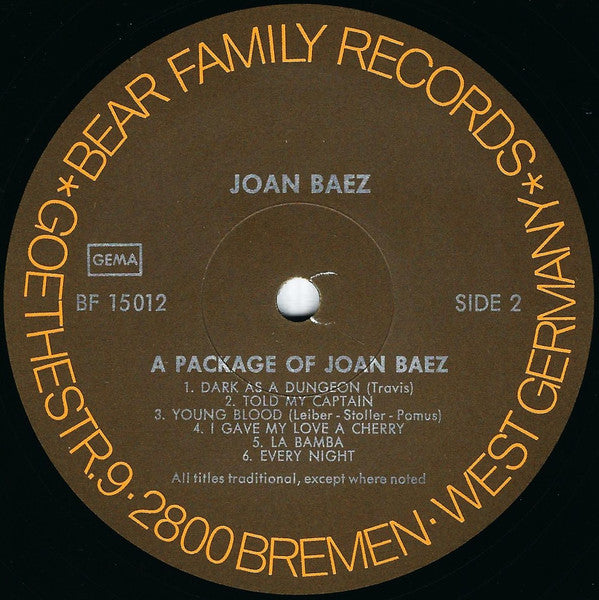 *BEAR FAMILY RECORDS*
GOETHESTR.9·2800 BREMEN·WEST GERMANY
JOAN BAEZ
GEMA
BF 15012
SIDE 2
A PACKAGE OF JOAN BAEZ
1. DARK AS A DUNGEON (Travis)
2. TOLD MY CAPTAIN
3. YOUNG BLOOD (Leiber - Stoller - Pomus)
4. I GAVE MY LOVE A CHERRY
5. LA BAMBA
6. EVERY NIGHT
All titles traditional, except where noted